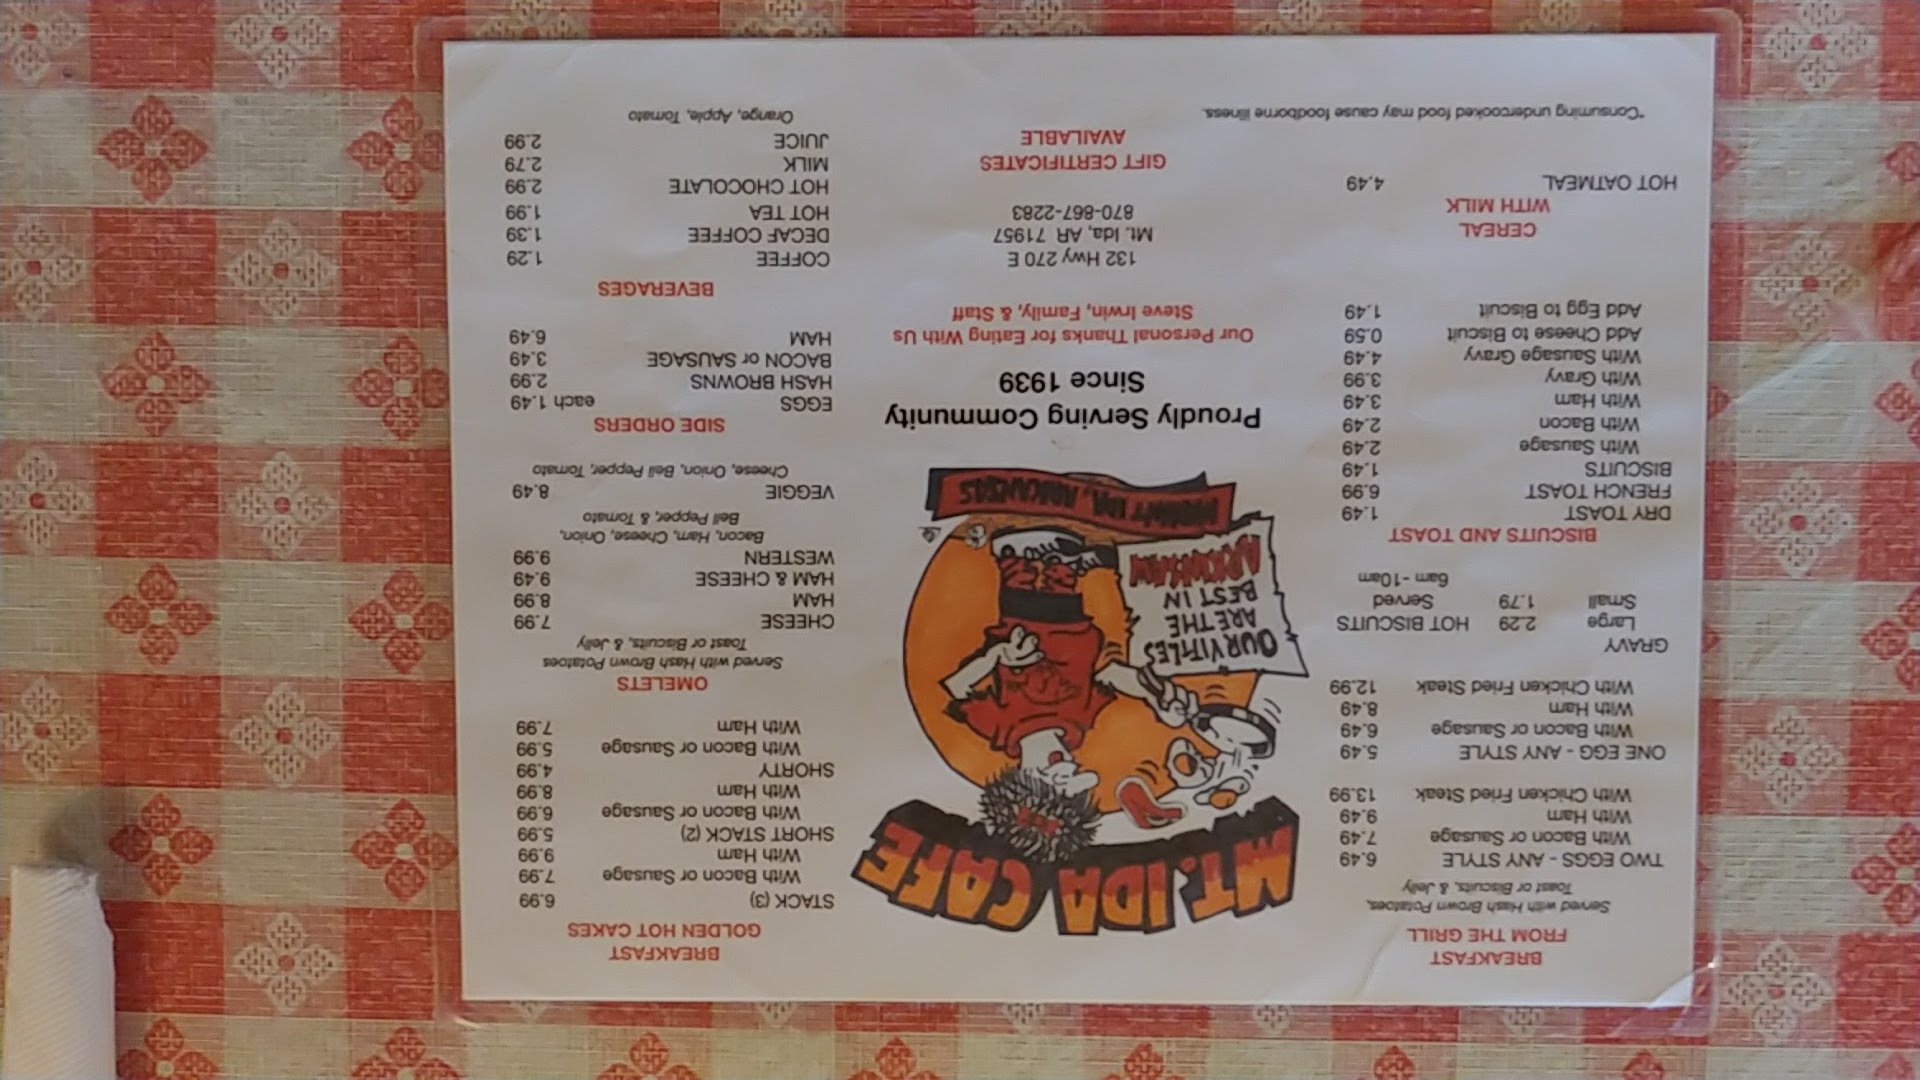 BREAKFAST
FROM THE GRILL
Served with Hash Brown Potatoes,
Toast or Biscuits, & Jelly
TWO EGGS - ANY STYLE 6.49
With Bacon or Sausage 7.49
With Ham 9.49
With Chicken Fried Steak 13.99
ONE EGG - ANY STYLE 5.49
With Bacon or Sausage 6.49
With Ham 8.49
With Chicken Fried Steak 12.99
GRAVY
Large 2.29 HOT BISCUITS
Small 1.79 Served
6am -10am
BISCUITS AND TOAST
DRY TOAST 1.49
FRENCH TOAST 6.99
BISCUITS 1.49
With Sausage 2.49
With Bacon 2.49
With Ham 3.49
With Gravy 3.99
With Sausage Gravy 4.49
Add Cheese to Biscuit 0.59
Add Egg to Biscuit 1.49
CEREAL
WITH MILK
HOT OATMEAL 4.49
*Consuming undercooked food may cause foodborne illness.
MT. IDA CAFE
OUR VITTLES
ARE THE
BEST IN
ARKANSAW
MOUNT IDA, ARKANSAS
Proudly Serving Community
Since 1939
Our Personal Thanks for Eating With Us
Steve Irwin, Family, & Staff
132 Hwy 270 E
Mt. Ida, AR 71957
870-867-2283
GIFT CERTIFICATES
AVAILABLE
BREAKFAST
GOLDEN HOT CAKES
STACK (3) 6.99
With Bacon or Sausage 7.99
With Ham 9.99
SHORT STACK (2) 5.99
With Bacon or Sausage 6.99
With Ham 8.99
SHORTY 4.99
With Bacon or Sausage 5.99
With Ham 7.99
OMELETS
Served with Hash Brown Potatoes
Toast or Biscuits, & Jelly
CHEESE 7.99
HAM 8.99
HAM & CHEESE 9.49
WESTERN 9.99
Bacon, Ham, Cheese, Onion,
Bell Pepper, & Tomato
VEGGIE 8.49
Cheese, Onion, Bell Pepper, Tomato
SIDE ORDERS
EGGS each 1.49
HASH BROWNS 2.99
BACON or SAUSAGE 3.49
HAM 6.49
BEVERAGES
COFFEE 1.29
DECAF COFFEE 1.39
HOT TEA 1.99
HOT CHOCOLATE 2.99
MILK 2.79
JUICE 2.99
Orange, Apple, Tomato